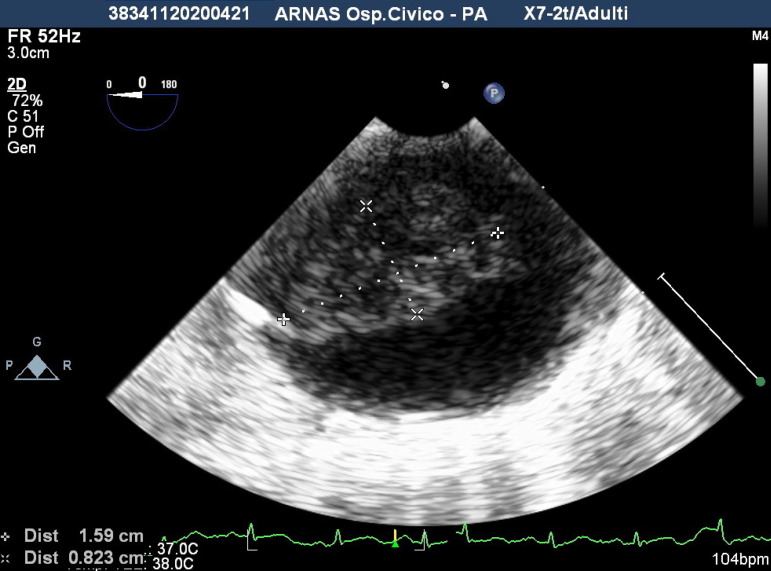 38341120200421 ARNAS Osp.Civico - PA X7-2t/Adulti
FR 52Hz
3.0cm
M4
2D
72%
C 51
P Off
Gen
0 0 180
P
G
P R
Dist 1.59 cm
Dist 0.823 cm
37.0C
38.0C
104bpm